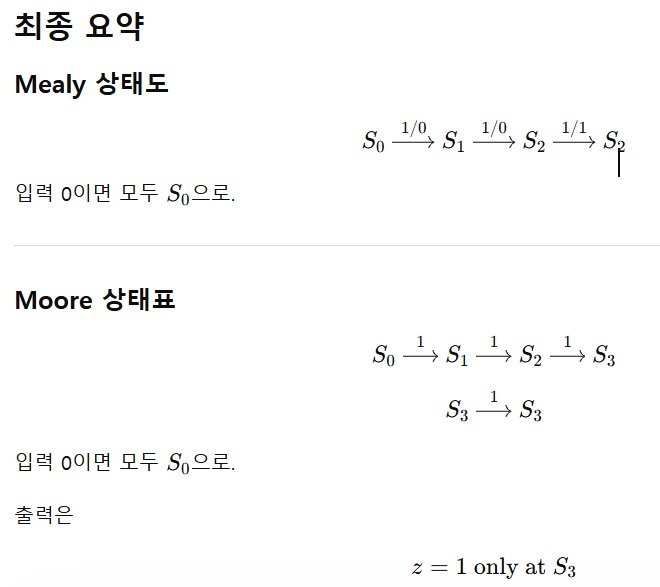 최종 요약
Mealy 상태도
S₀ —1/0→ S₁ —1/0→ S₂ —1/1→ S₂
입력 0이면 모두 S₀으로.
Moore 상태표
S₀ —1→ S₁ —1→ S₂ —1→ S₃
S₃ —1→ S₃
입력 0이면 모두 S₀으로.
출력은
z = 1 only at S₃